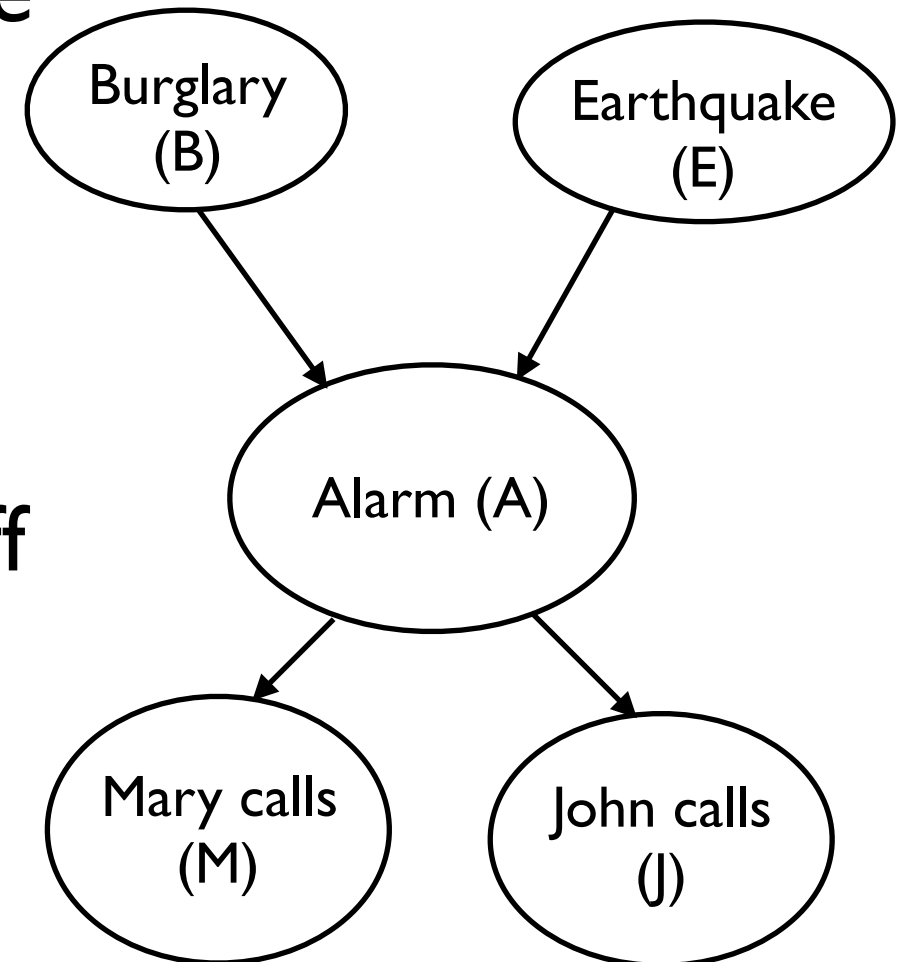 Burglary
(B)
Earthquake
(E)
Alarm (A)
Mary calls
(M)
John calls
(J)